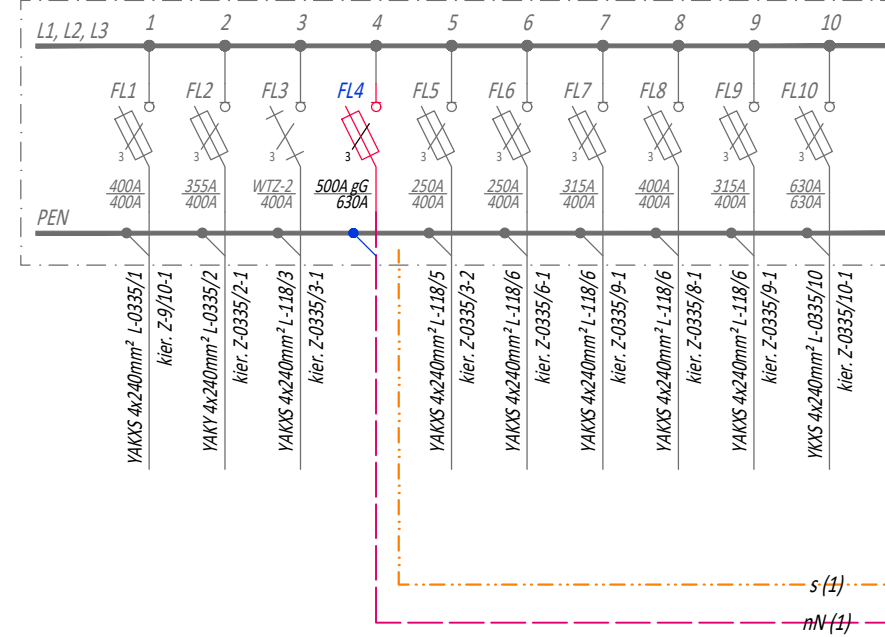 1 2 3 4 5 6 7 8 9 10
L1, L2, L3
FL1 FL2 FL3 FL4 FL5 FL6 FL7 FL8 FL9 FL10
3 3 3 3 3 3 3 3 3 3
400A 355A WTZ-2 500A gG 250A 250A 315A 400A 315A 630A
400A 400A 400A 630A 400A 400A 400A 400A 400A 630A
PEN
YAKXS 4x240mm² L-0335/1
kier. Z-9/10-1
YAKY 4x240mm² L-0335/2
kier. Z-0335/2-1
YAKXS 4x240mm² L-118/3
kier. Z-0335/3-1
YAKXS 4x240mm² L-118/5
kier. Z-0335/3-2
YAKXS 4x240mm² L-118/6
kier. Z-0335/6-1
YAKXS 4x240mm² L-118/6
kier. Z-0335/9-1
YAKXS 4x240mm² L-118/6
kier. Z-0335/8-1
YAKXS 4x240mm² L-118/6
kier. Z-0335/9-1
YKXS 4x240mm² L-0335/10
kier. Z-0335/10-1
s (1)
nN (1)